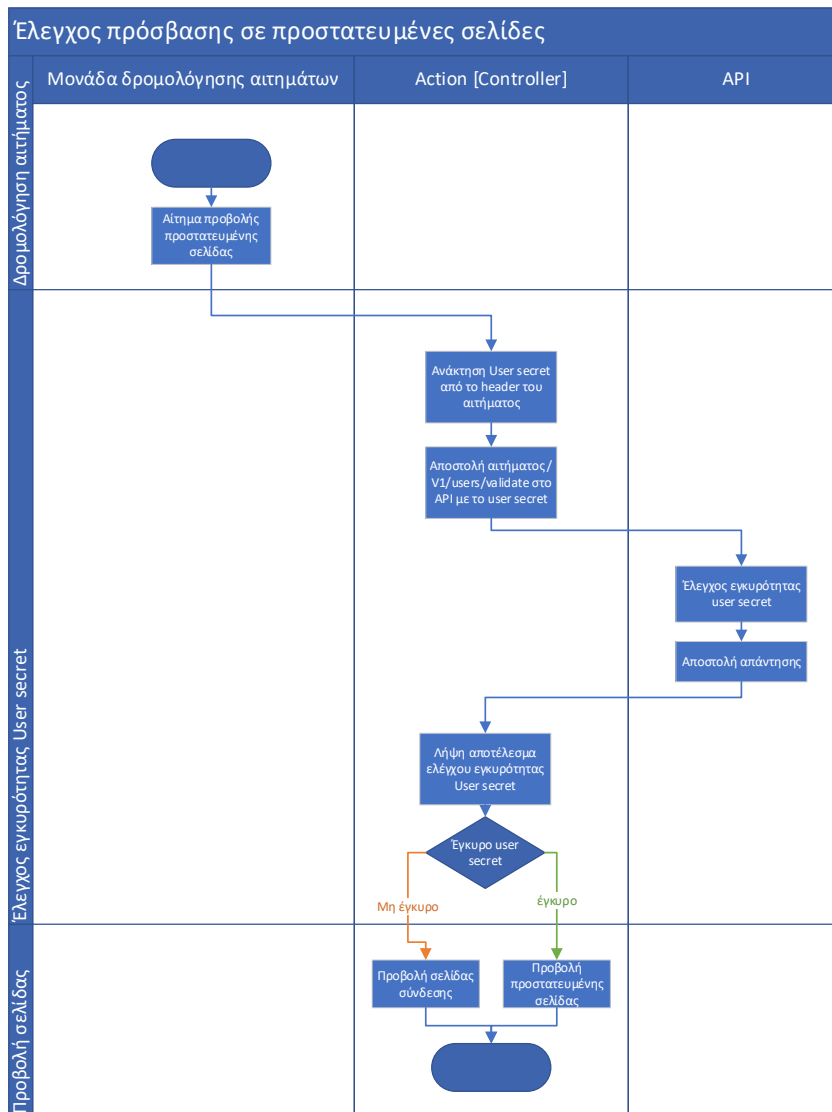 Έλεγχος πρόσβασης σε προστατευμένες σελίδες
Μονάδα δρομολόγησης αιτημάτων
Action [Controller]
API
Δρομολόγηση αιτήματος
Αίτημα προβολής
προστατευμένης
σελίδας
Έλεγχος εγκυρότητας User secret
Ανάκτηση User secret
από το header του
αιτήματος
Αποστολή αιτήματος /
V1/users/validate στο
API με το user secret
Έλεγχος εγκυρότητας
user secret
Αποστολή απάντησης
Λήψη αποτέλεσμα
ελέγχου εγκυρότητας
User secret
Έγκυρο user
secret
Μη έγκυρο
έγκυρο
Προβολή σελίδας
Προβολή σελίδας
σύνδεσης
Προβολή
προστατευμένης
σελίδας